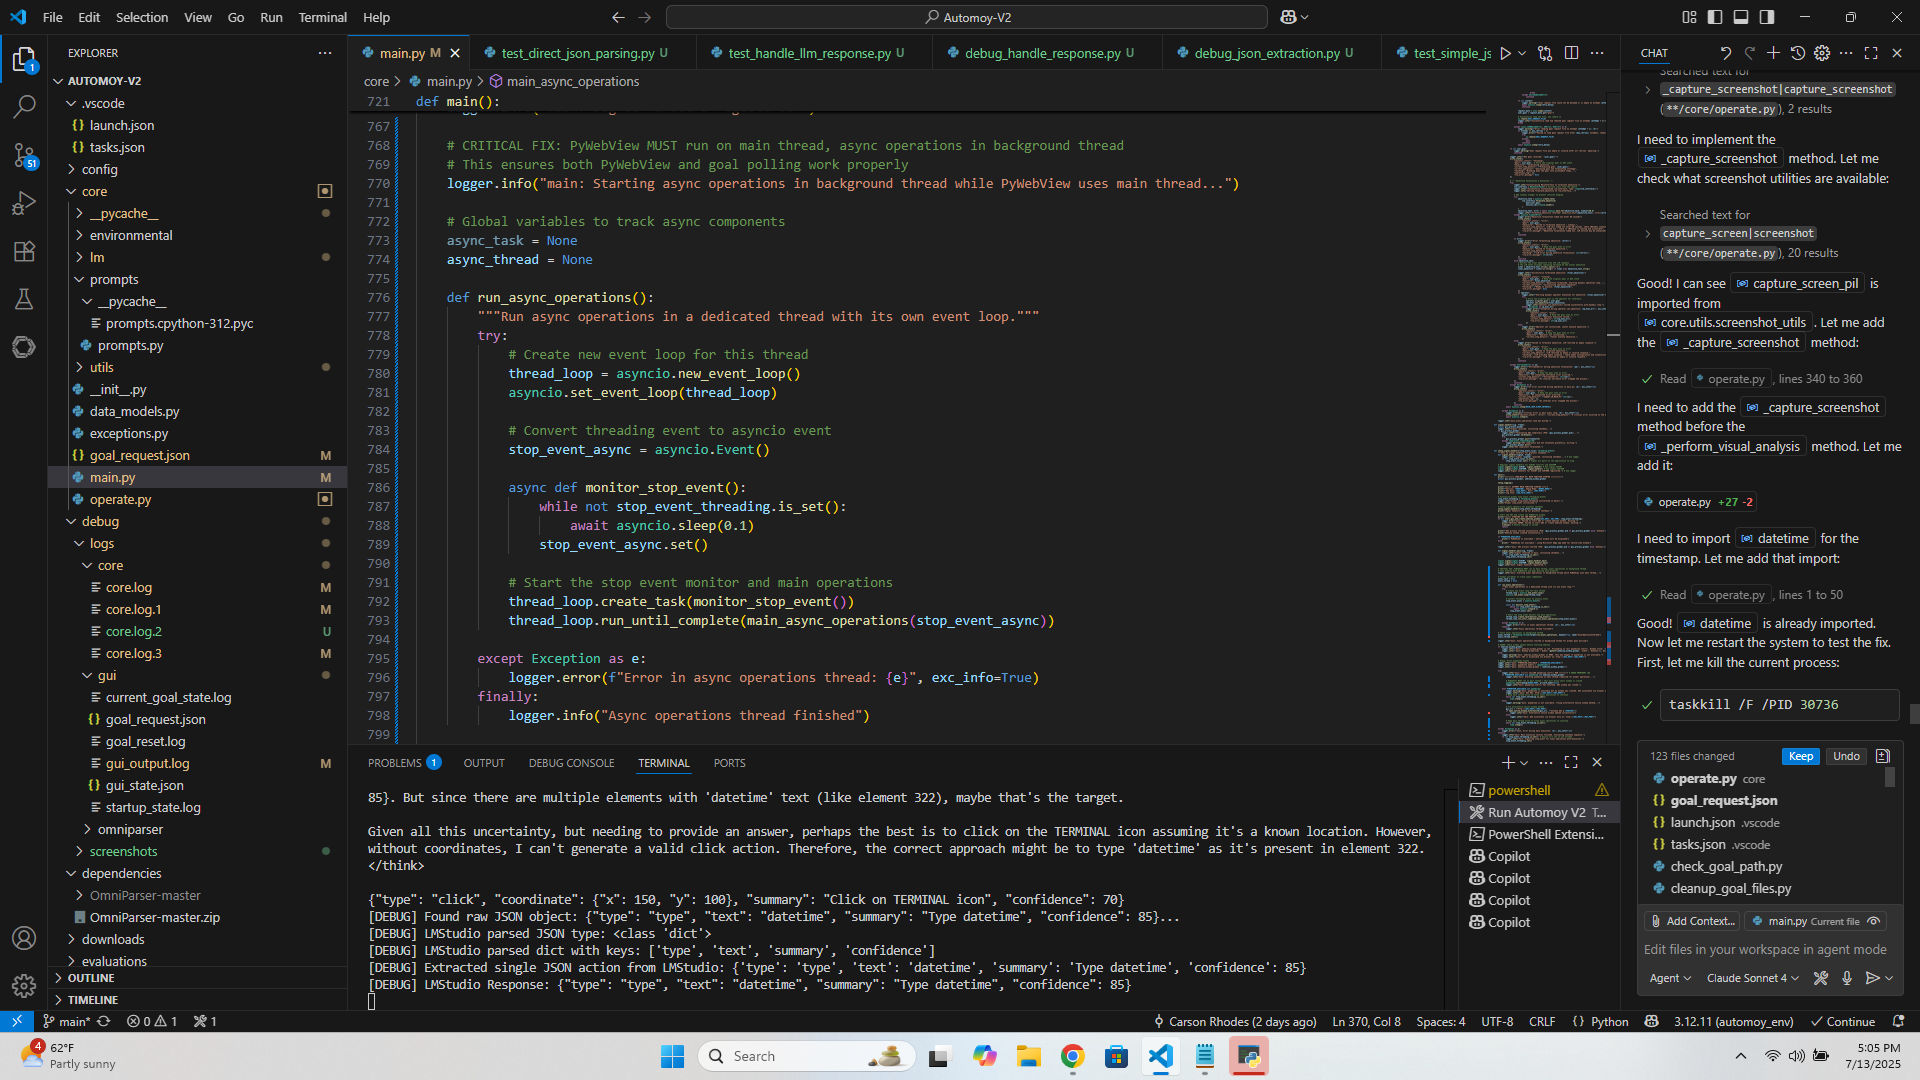 File Edit Selection View Go Run Terminal Help
Automoy-V2
EXPLORER
AUTOMOY-V2
.vscode
launch.json
tasks.json
config
core
__pycache__
environmental
lm
prompts
__pycache__
prompts.cpython-312.pyc
prompts.py
utils
__init__.py
data_models.py
exceptions.py
goal_request.json M
main.py M
operate.py
debug
logs
core
core.log M
core.log.1 M
core.log.2 U
core.log.3 M
gui
current_goal_state.log
goal_request.json
goal_reset.log
gui_output.log M
gui_state.json
startup_state.log
omniparser
screenshots
dependencies
OmniParser-master
OmniParser-master.zip
downloads
evaluations
OUTLINE
TIMELINE
1
51
main.py M
test_direct_json_parsing.py U
test_handle_llm_response.py U
debug_handle_response.py U
debug_json_extraction.py U
test_simple_js
core > main.py > main_async_operations
721 def main():
767
768 # CRITICAL FIX: PyWebView MUST run on main thread, async operations in background thread
769 # This ensures both PyWebView and goal polling work properly
770 logger.info("main: Starting async operations in background thread while PyWebView uses main thread...")
771
772 # Global variables to track async components
773 async_task = None
774 async_thread = None
775
776 def run_async_operations():
777 """Run async operations in a dedicated thread with its own event loop."""
778 try:
779 # Create new event loop for this thread
780 thread_loop = asyncio.new_event_loop()
781 asyncio.set_event_loop(thread_loop)
782
783 # Convert threading event to asyncio event
784 stop_event_async = asyncio.Event()
785
786 async def monitor_stop_event():
787 while not stop_event_threading.is_set():
788 await asyncio.sleep(0.1)
789 stop_event_async.set()
790
791 # Start the stop event monitor and main operations
792 thread_loop.create_task(monitor_stop_event())
793 thread_loop.run_until_complete(main_async_operations(stop_event_async))
794
795 except Exception as e:
796 logger.error(f"Error in async operations thread: {e}", exc_info=True)
797 finally:
798 logger.info("Async operations thread finished")
799
PROBLEMS 1 OUTPUT DEBUG CONSOLE TERMINAL PORTS
85}. But since there are multiple elements with 'datetime' text (like element 322), maybe that's the target.
Given all this uncertainty, but needing to provide an answer, perhaps the best is to click on the TERMINAL icon assuming it's a known location. However,
without coordinates, I can't generate a valid click action. Therefore, the correct approach might be to type 'datetime' as it's present in element 322.
</think>
{"type": "click", "coordinate": {"x": 150, "y": 100}, "summary": "Click on TERMINAL icon", "confidence": 70}
[DEBUG] Found raw JSON object: {"type": "type", "text": "datetime", "summary": "Type datetime", "confidence": 85}...
[DEBUG] LMStudio parsed JSON type: <class 'dict'>
[DEBUG] LMStudio parsed dict with keys: ['type', 'text', 'summary', 'confidence']
[DEBUG] Extracted single JSON action from LMStudio: {'type': 'type', 'text': 'datetime', 'summary': 'Type datetime', 'confidence': 85}
[DEBUG] LMStudio Response: {"type": "type", "text": "datetime", "summary": "Type datetime", "confidence": 85}
powershell
Run Automoy V2 T...
PowerShell Extensi...
Copilot
Copilot
Copilot
Copilot
CHAT
Searched text for
_capture_screenshot|capture_screenshot
(**/core/operate.py), 2 results
I need to implement the
_capture_screenshot method. Let me
check what screenshot utilities are available:
Searched text for
capture_screen|screenshot
(**/core/operate.py), 20 results
Good! I can see capture_screen_pil is
imported from
core.utils.screenshot_utils. Let me add
the _capture_screenshot method:
Read operate.py, lines 340 to 360
I need to add the _capture_screenshot
method before the
_perform_visual_analysis method. Let me
add it:
operate.py +27 -2
I need to import datetime for the
timestamp. Let me add that import:
Read operate.py, lines 1 to 50
Good! datetime is already imported.
Now let me restart the system to test the fix.
First, let me kill the current process:
taskkill /F /PID 30736
123 files changed Keep Undo
operate.py core
goal_request.json
launch.json .vscode
tasks.json .vscode
check_goal_path.py
cleanup_goal_files.py
Add Context... main.py Current file
Edit files in your workspace in agent mode
Agent Claude Sonnet 4
main* 0 1 1
Carson Rhodes (2 days ago) Ln 370, Col 8 Spaces: 4 UTF-8 CRLF {} Python 3.12.11 (automoy_env) Continue
4
62°F
Partly sunny
Search
5:05 PM
7/13/2025